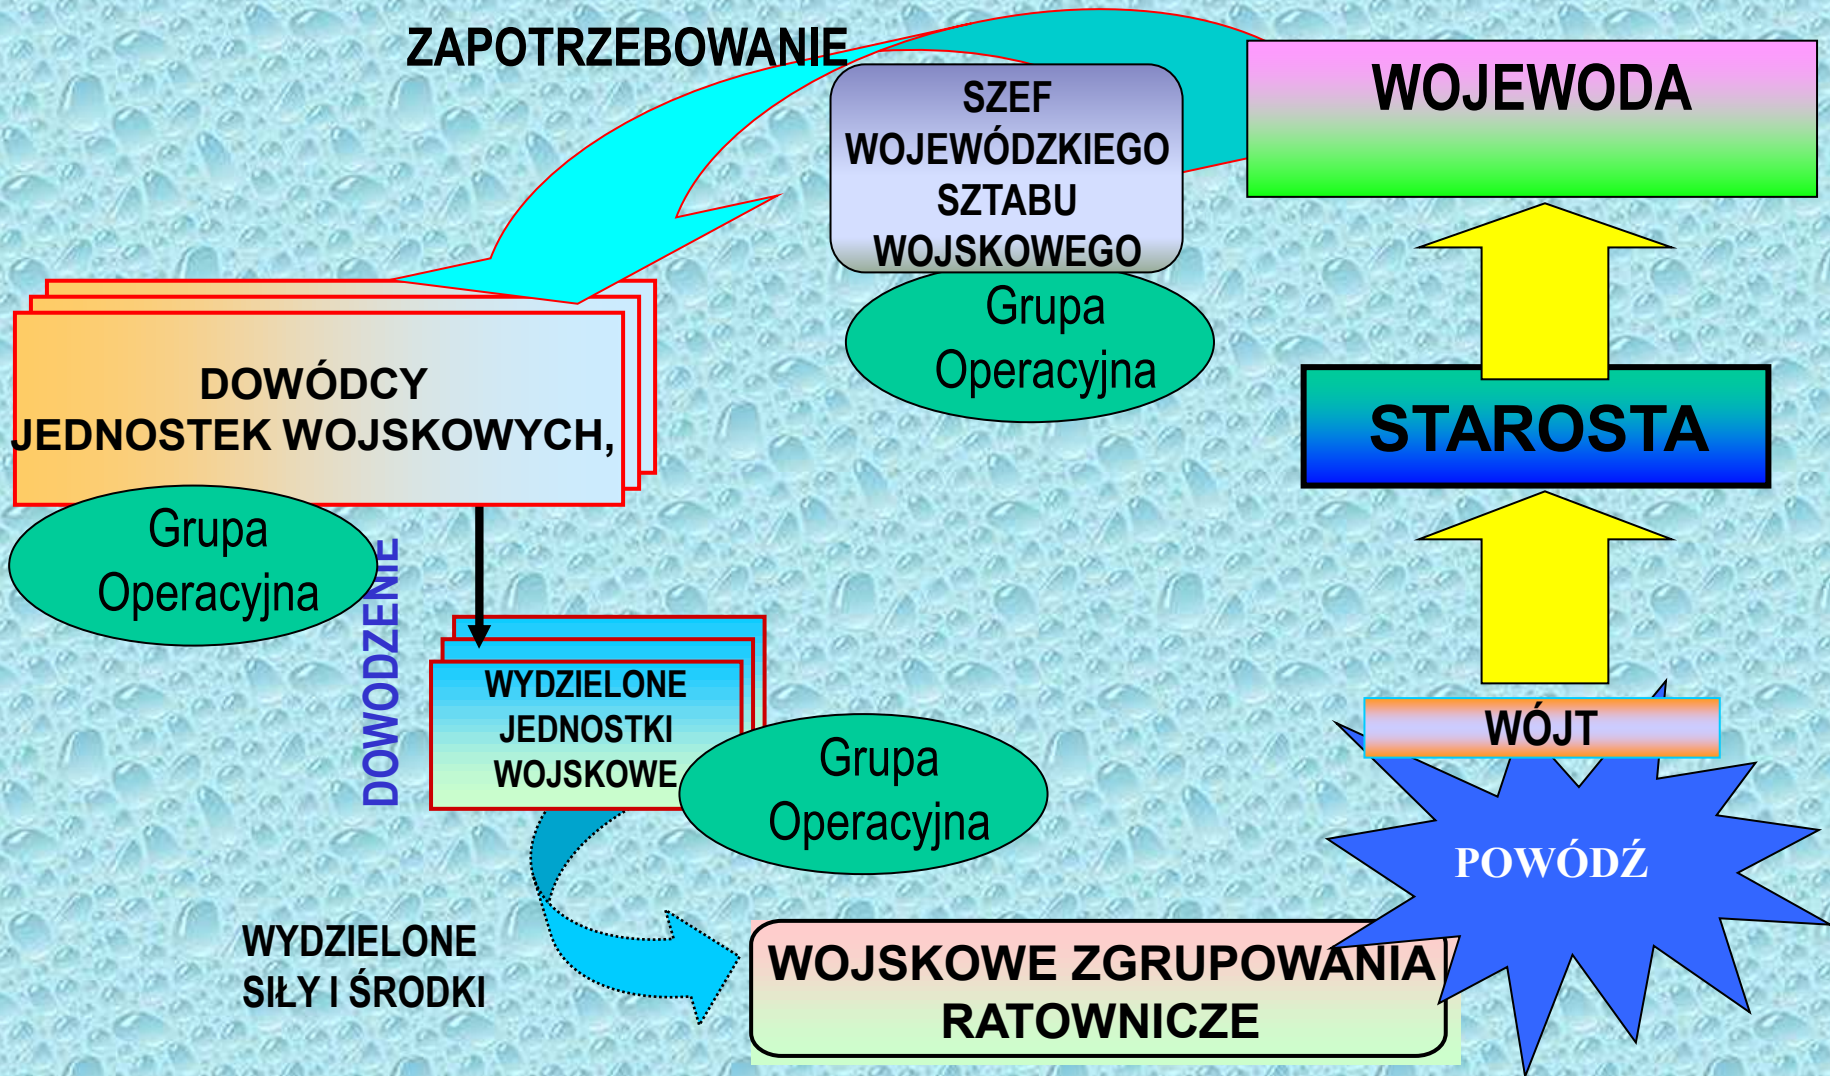 ZAPOTRZEBOWANIE
WOJEWODA
SZEF
WOJEWÓDZKIEGO
SZTABU
WOJSKOWEGO
Grupa
Operacyjna
DOWÓDCY
JEDNOSTEK WOJSKOWYCH,
STAROSTA
Grupa
Operacyjna
DOWODZENIE
WYDZIELONE
JEDNOSTKI
WOJSKOWE
Grupa
Operacyjna
WÓJT
POWÓDŹ
WYDZIELONE
SIŁY I ŚRODKI
WOJSKOWE ZGRUPOWANIA
RATOWNICZE